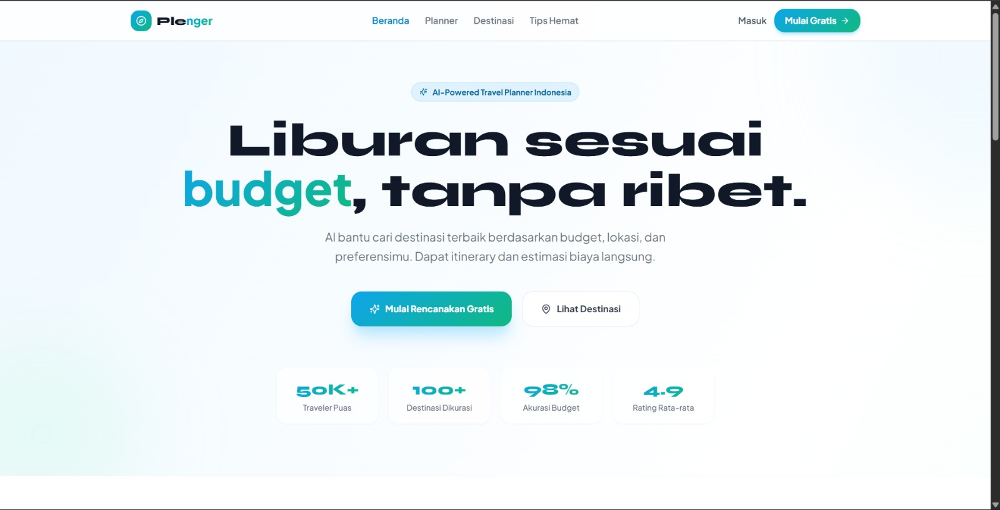 Plenger
Beranda Planner Destinasi Tips Hemat
Masuk Mulai Gratis →
AI-Powered Travel Planner Indonesia
Liburan sesuai
budget, tanpa ribet.
AI bantu cari destinasi terbaik berdasarkan budget, lokasi, dan
preferensimu. Dapat itinerary dan estimasi biaya langsung.
Mulai Rencanakan Gratis Lihat Destinasi
50K+ 100+ 98% 4.9
Traveler Puas Destinasi Dikurasi Akurasi Budget Rating Rata-rata